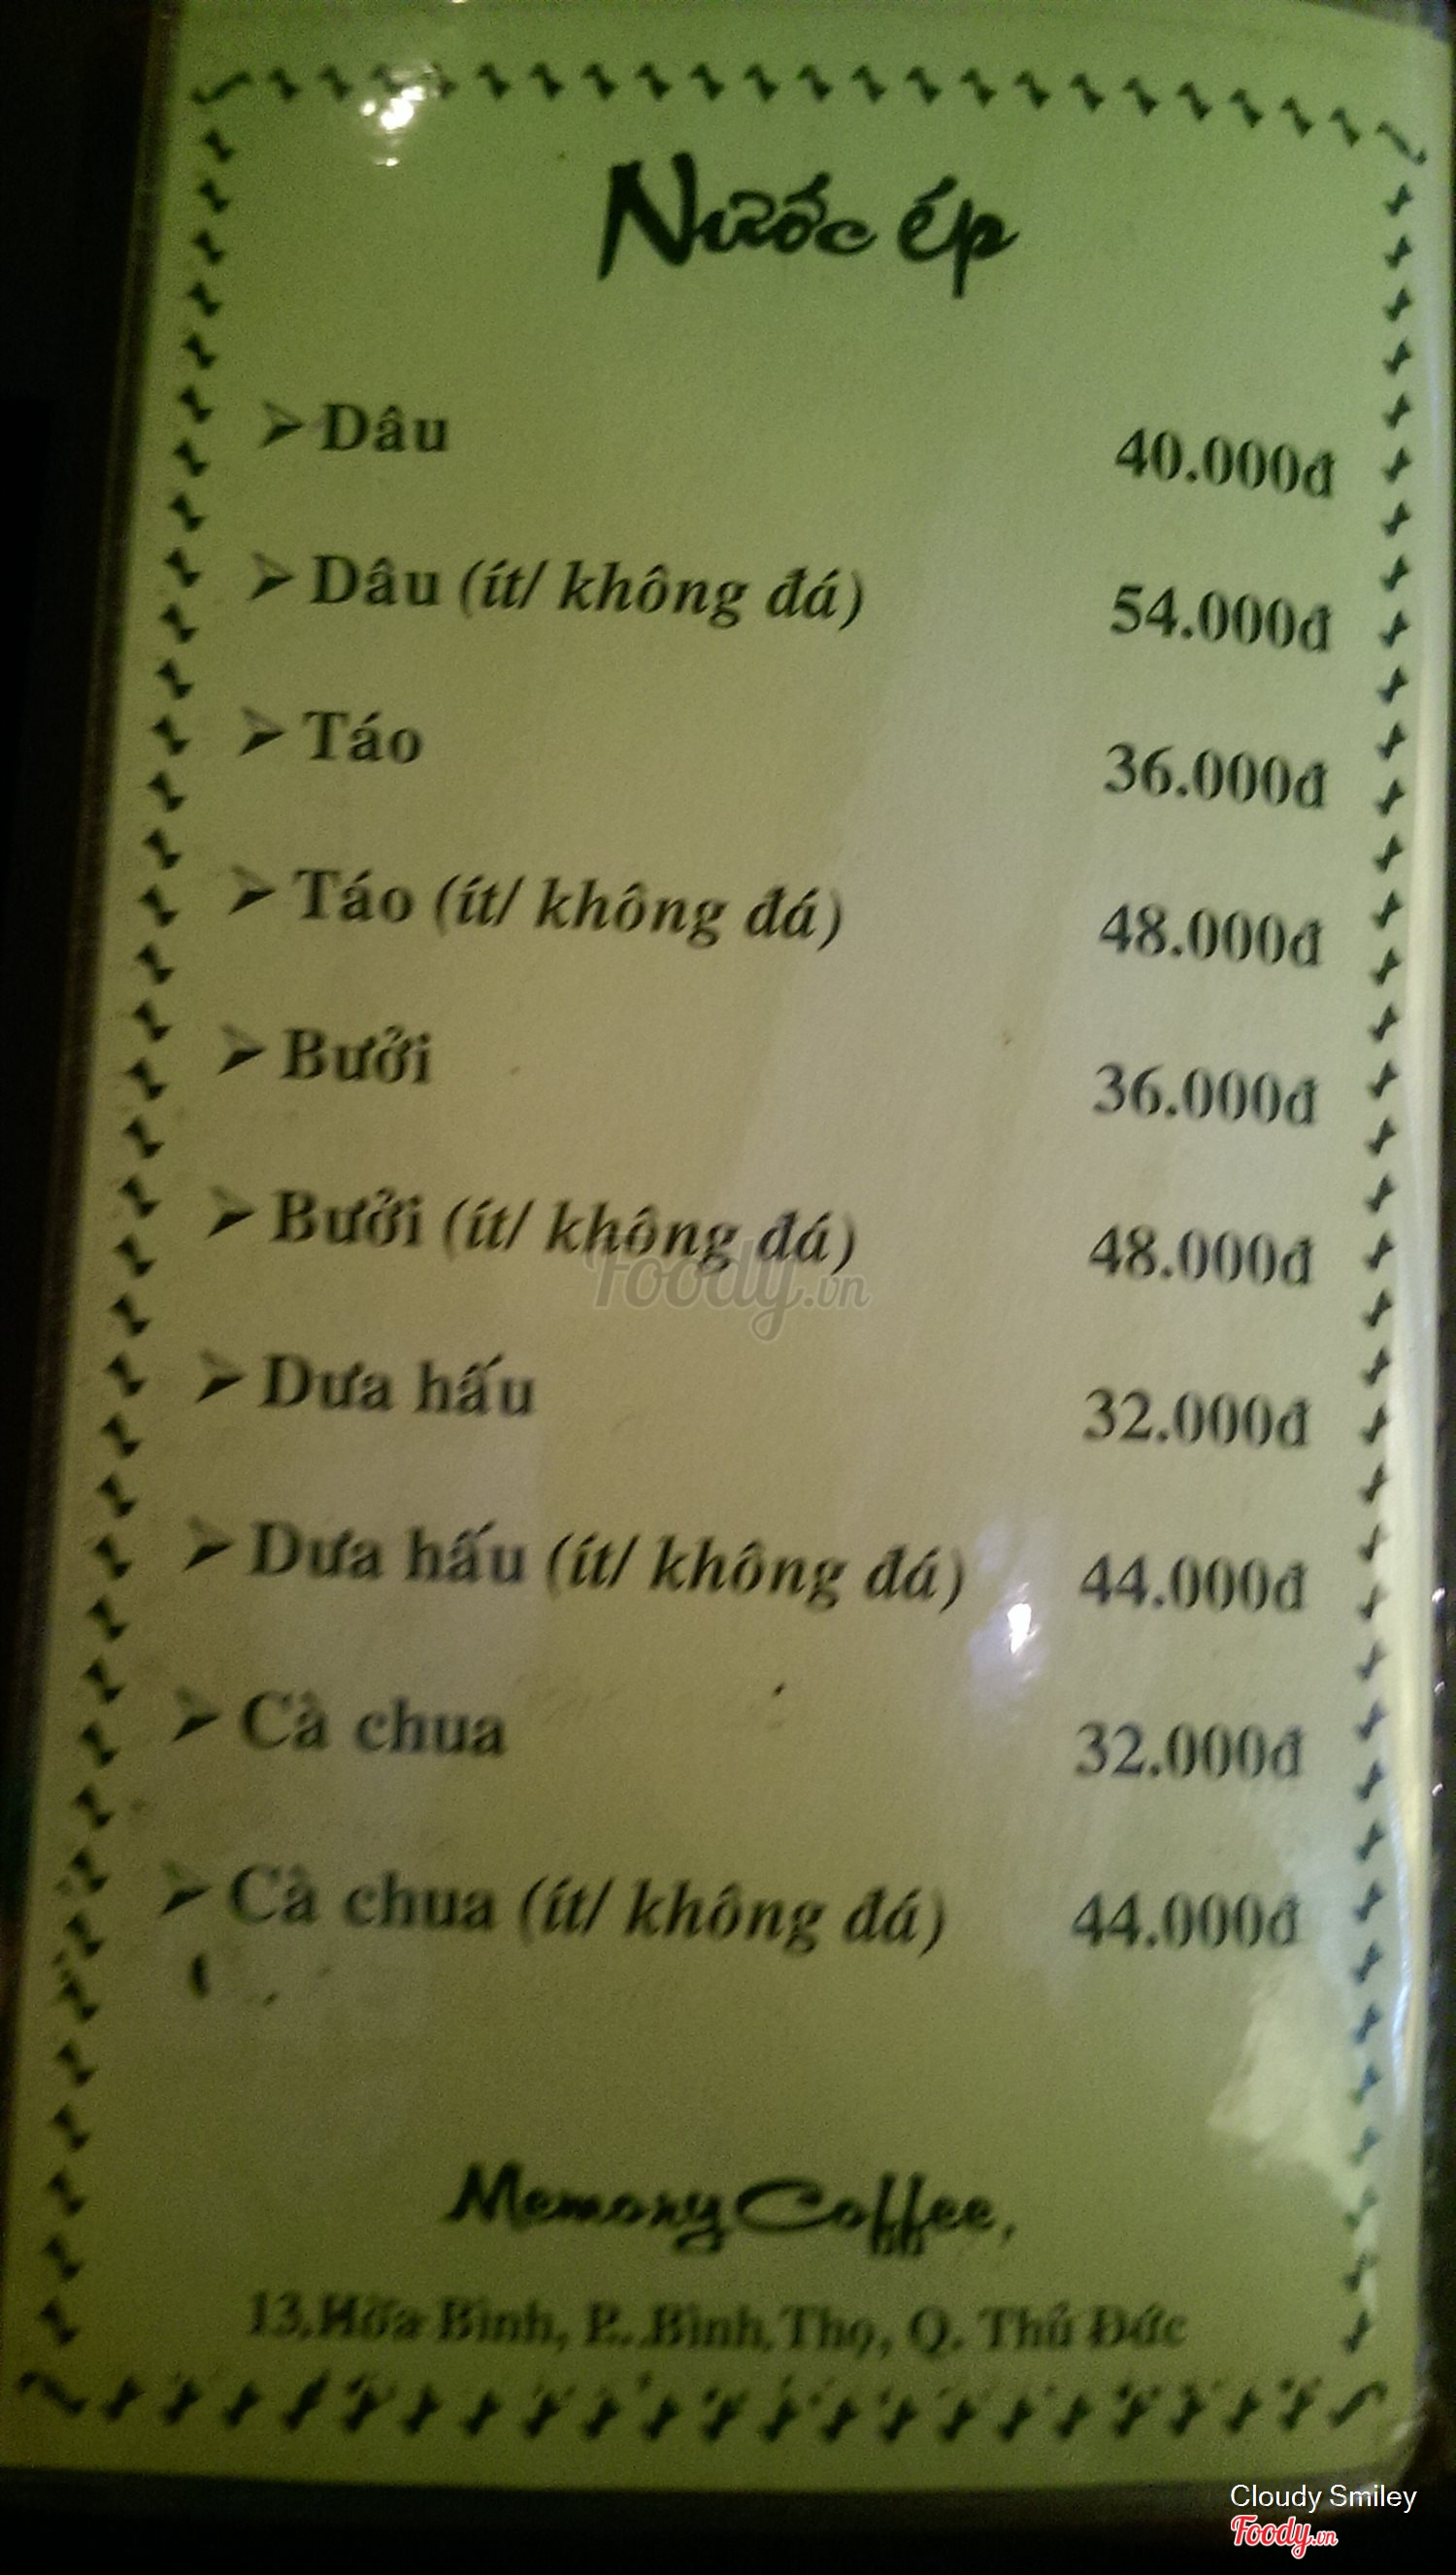 Nước ép
➢ Dâu 40.000đ
➢ Dâu (ít/ không đá) 54.000đ
➢ Táo 36.000đ
➢ Táo (ít/ không đá) 48.000đ
➢ Bưởi 36.000đ
➢ Bưởi (ít/ không đá) 48.000đ
Foody.vn
➢ Dưa hấu 32.000đ
➢ Dưa hấu (ít/ không đá) 44.000đ
➢ Cà chua 32.000đ
➢ Cà chua (ít/ không đá) 44.000đ
Memory Coffee,
13,Hòa Bình, P. Bình Thọ, Q. Thủ Đức
Cloudy Smiley
Foody.vn